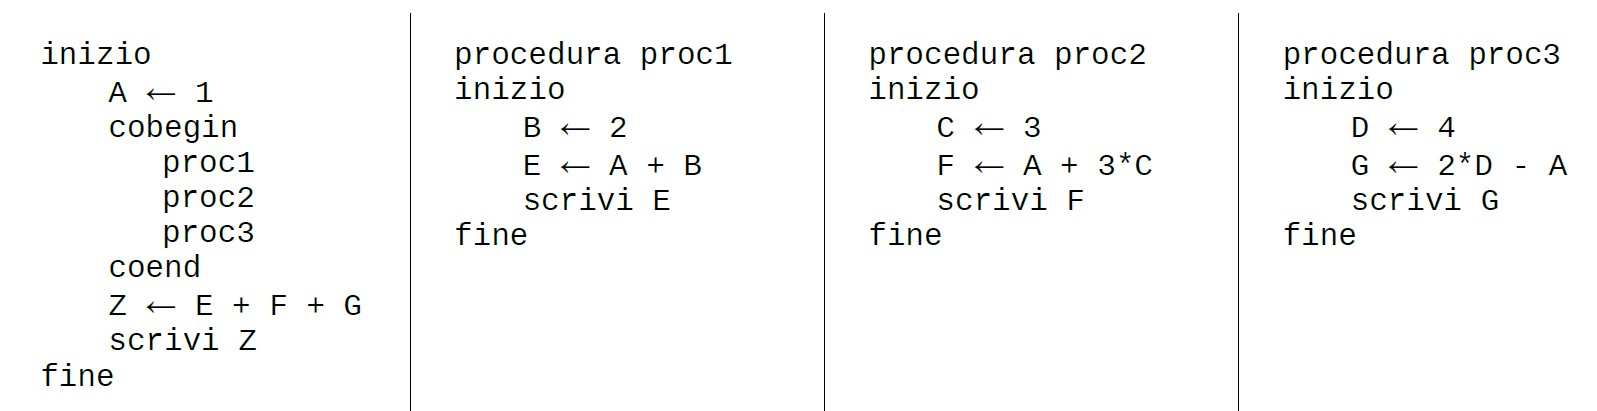 inizio
A ← 1
cobegin
proc1
proc2
proc3
coend
Z ← E + F + G
scrivi Z
fine
procedura proc1
inizio
B ← 2
E ← A + B
scrivi E
fine
procedura proc2
inizio
C ← 3
F ← A + 3*C
scrivi F
fine
procedura proc3
inizio
D ← 4
G ← 2*D - A
scrivi G
fine